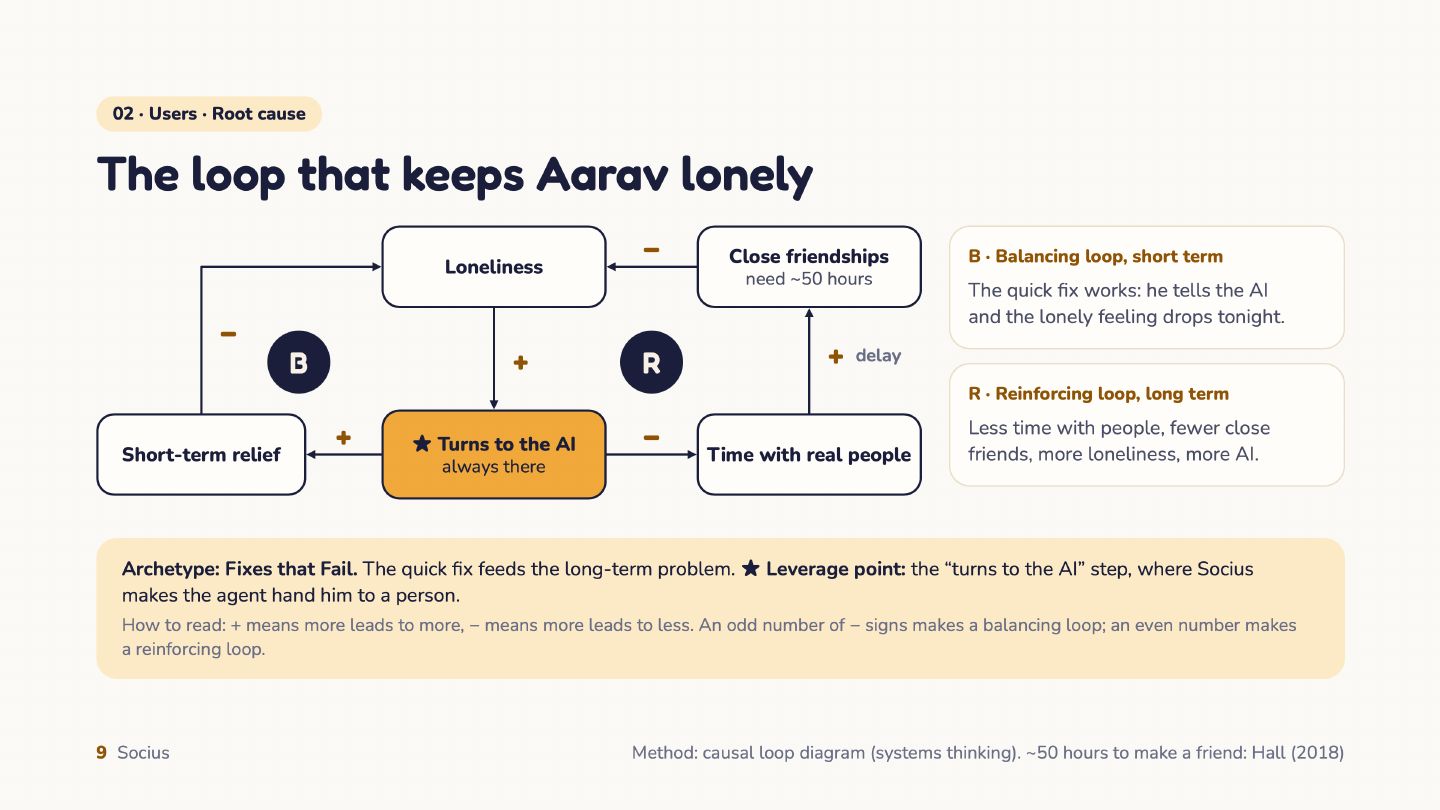 02 · Users · Root cause
The loop that keeps Aarav lonely
Loneliness
−
Close friendships
need ~50 hours
−
B
+
R
+ delay
Short-term relief
+
★ Turns to the AI
always there
−
Time with real people
B · Balancing loop, short term
The quick fix works: he tells the AI
and the lonely feeling drops tonight.
R · Reinforcing loop, long term
Less time with people, fewer close
friends, more loneliness, more AI.
Archetype: Fixes that Fail. The quick fix feeds the long-term problem. ★ Leverage point: the “turns to the AI” step, where Socius
makes the agent hand him to a person.
How to read: + means more leads to more, − means more leads to less. An odd number of − signs makes a balancing loop; an even number makes
a reinforcing loop.
9 Socius
Method: causal loop diagram (systems thinking). ~50 hours to make a friend: Hall (2018)